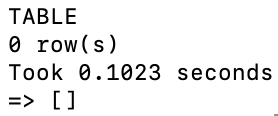 TABLE
0 row(s)
Took 0.1023 seconds
=> []